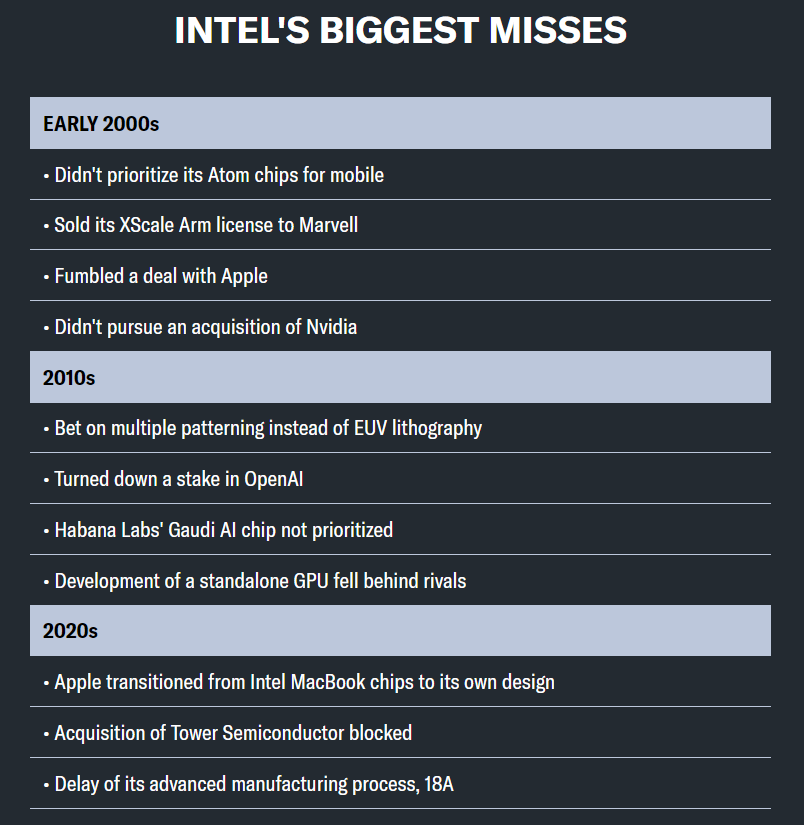 INTEL'S BIGGEST MISSES
EARLY 2000s
• Didn't prioritize its Atom chips for mobile
• Sold its XScale Arm license to Marvell
• Fumbled a deal with Apple
• Didn't pursue an acquisition of Nvidia
2010s
• Bet on multiple patterning instead of EUV lithography
• Turned down a stake in OpenAI
• Habana Labs' Gaudi AI chip not prioritized
• Development of a standalone GPU fell behind rivals
2020s
• Apple transitioned from Intel MacBook chips to its own design
• Acquisition of Tower Semiconductor blocked
• Delay of its advanced manufacturing process, 18A